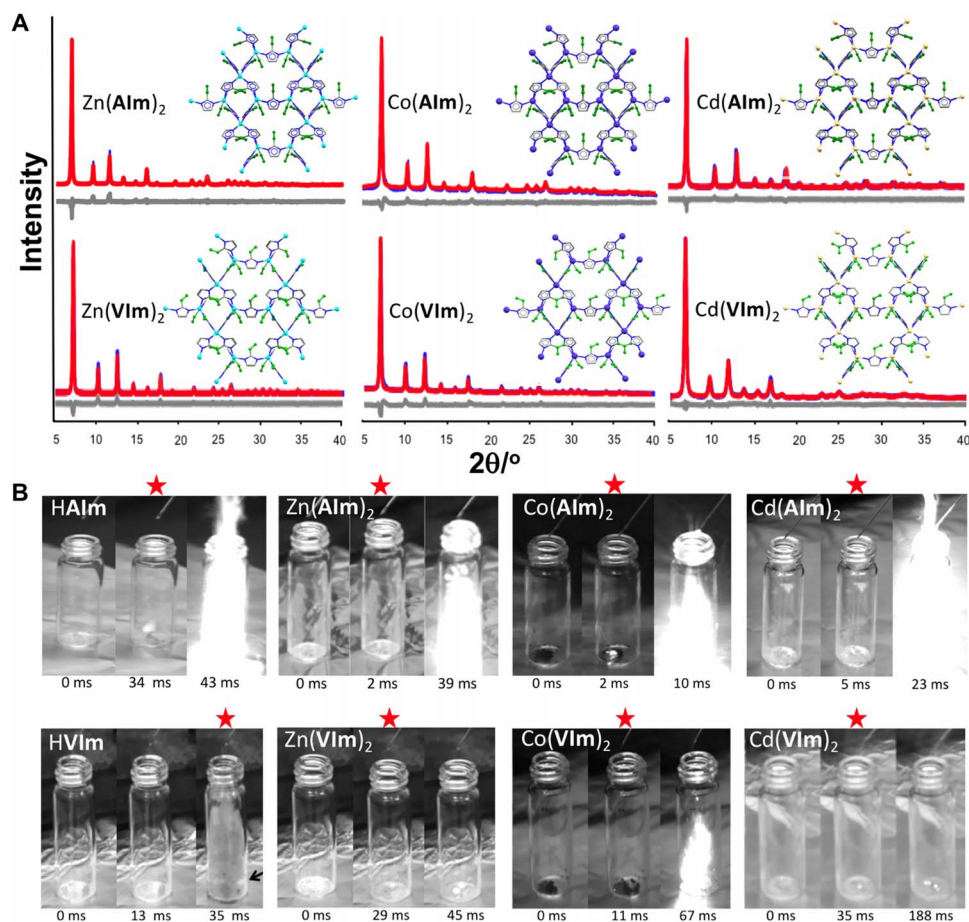 A
Intensity
Zn(AIm)2
Co(AIm)2
Cd(AIm)2
Zn(VIm)2
Co(VIm)2
Cd(VIm)2
5 10 15 20 25 30 35 40
5 10 15 20 25 30 35 40
5 10 15 20 25 30 35 40
2θ/°
B
HAIm
Zn(AIm)2
Co(AIm)2
Cd(AIm)2
0 ms 34 ms 43 ms
0 ms 2 ms 39 ms
0 ms 2 ms 10 ms
0 ms 5 ms 23 ms
HVIm
Zn(VIm)2
Co(VIm)2
Cd(VIm)2
0 ms 13 ms 35 ms
0 ms 29 ms 45 ms
0 ms 11 ms 67 ms
0 ms 35 ms 188 ms